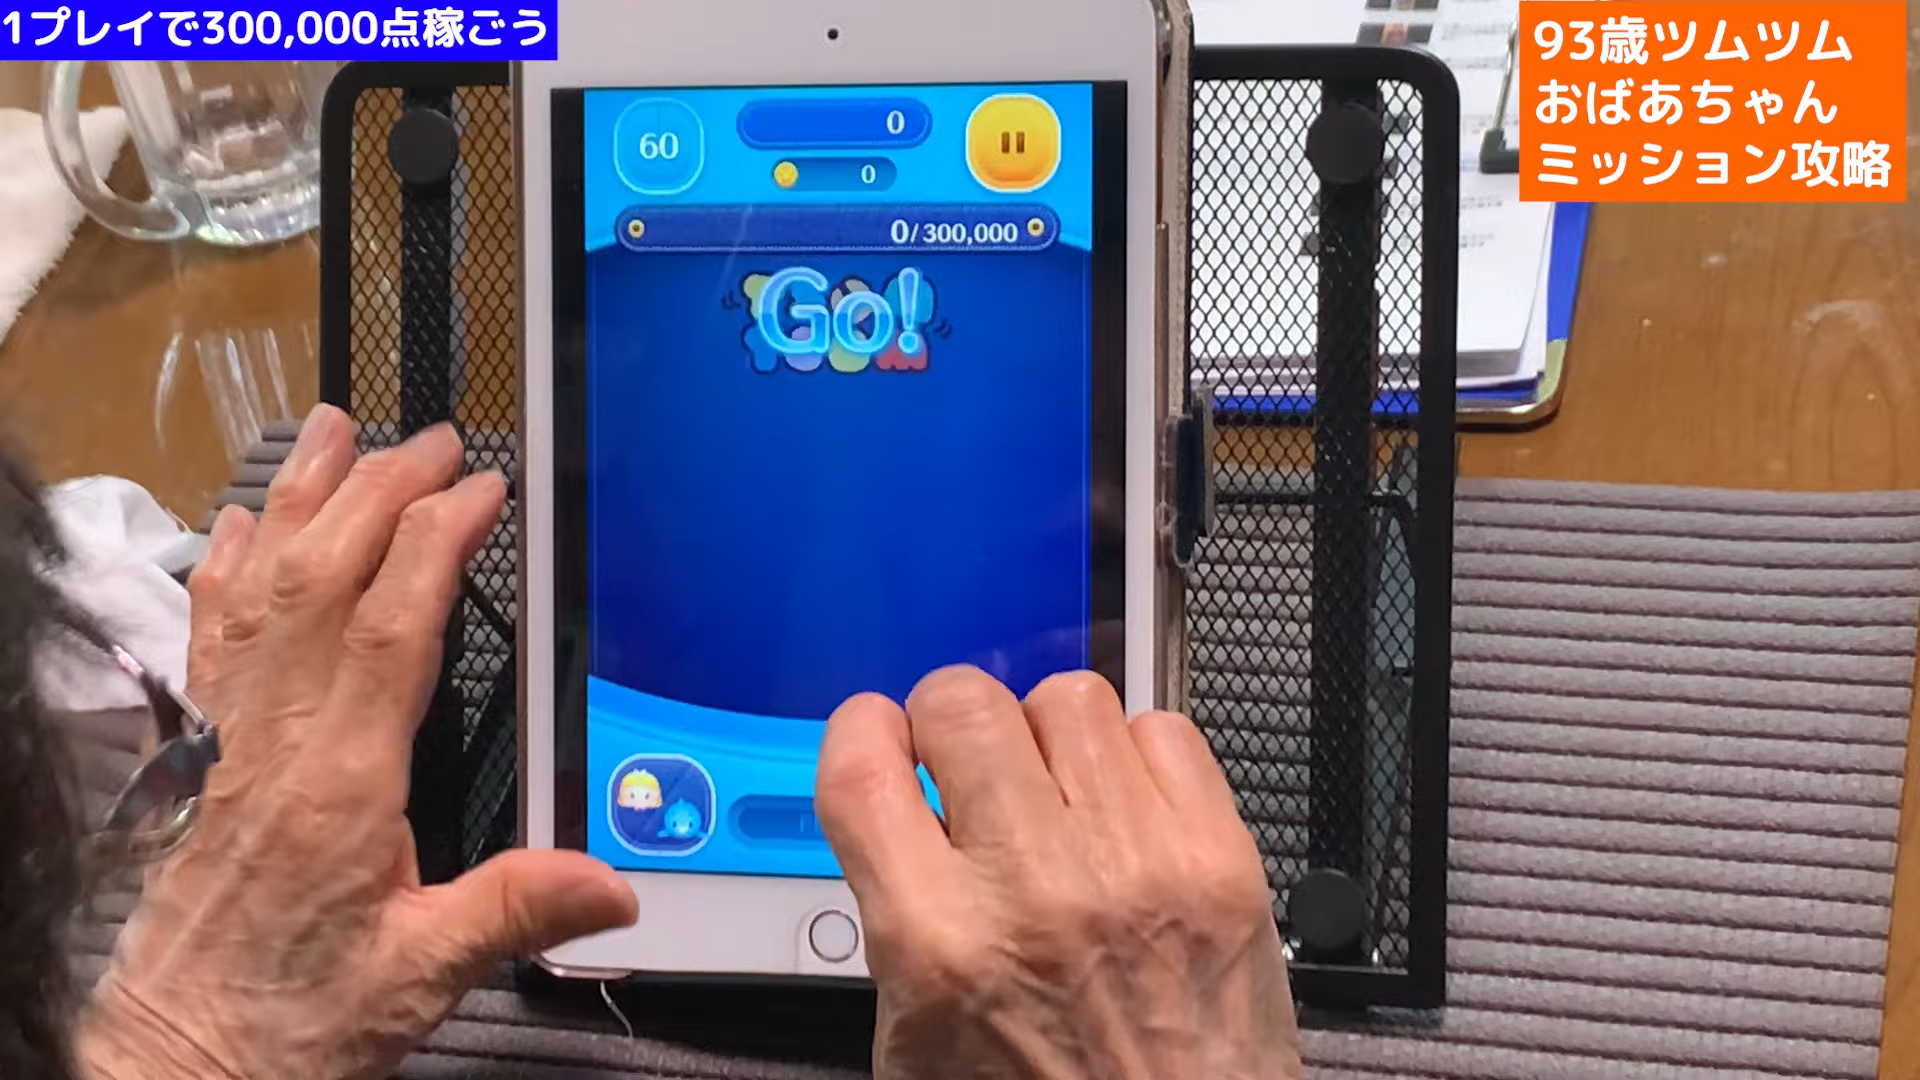 1プレイで300,000点稼ごう
93歳ツムツム
おばあちゃん
ミッション攻略
60
0
0
0/300,000
Go!